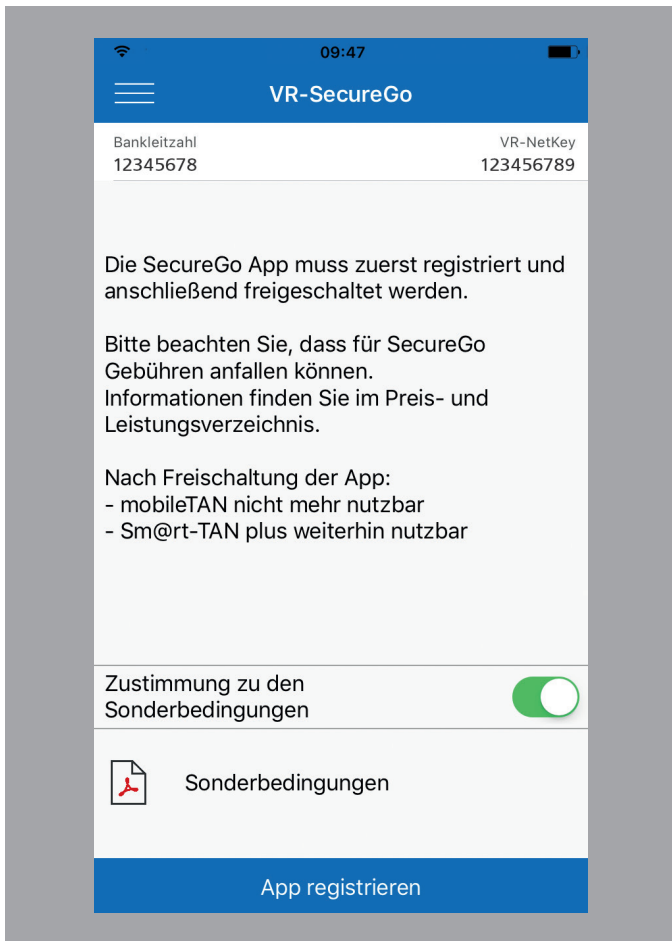 09:47
VR-SecureGo
Bankleitzahl VR-NetKey
12345678 123456789
Die SecureGo App muss zuerst registriert und
anschließend freigeschaltet werden.
Bitte beachten Sie, dass für SecureGo
Gebühren anfallen können.
Informationen finden Sie im Preis- und
Leistungsverzeichnis.
Nach Freischaltung der App:
- mobileTAN nicht mehr nutzbar
- Sm@rt-TAN plus weiterhin nutzbar
Zustimmung zu den
Sonderbedingungen
Sonderbedingungen
App registrieren